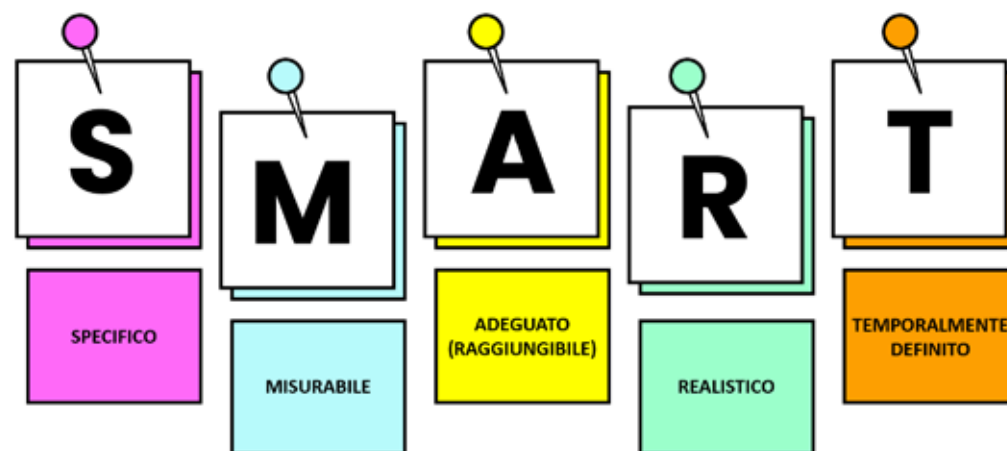 S
M
A
R
T
SPECIFICO
MISURABILE
ADEGUATO
(RAGGIUNGIBILE)
REALISTICO
TEMPORALMENTE
DEFINITO